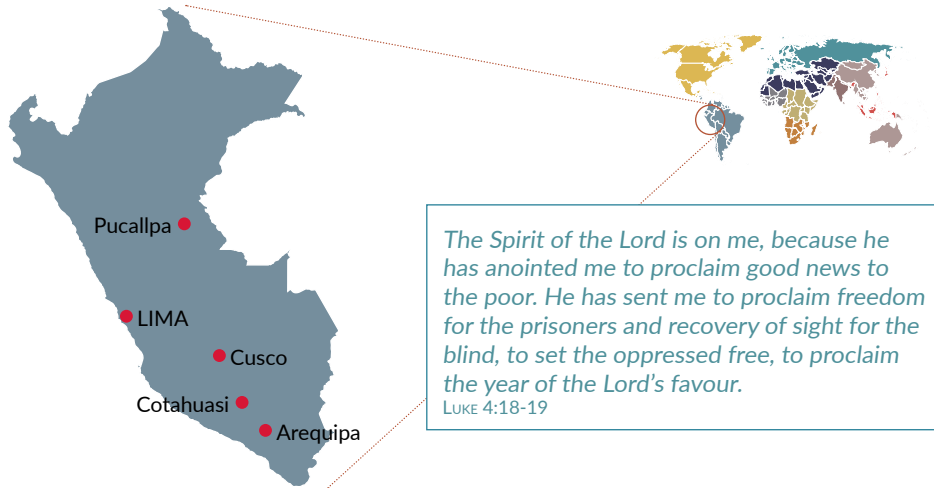 Pucallpa
LIMA
Cusco
Cotahuasi
Arequipa
The Spirit of the Lord is on me, because he
has anointed me to proclaim good news to
the poor. He has sent me to proclaim freedom
for the prisoners and recovery of sight for the
blind, to set the oppressed free, to proclaim
the year of the Lord’s favour.
Luke 4:18-19